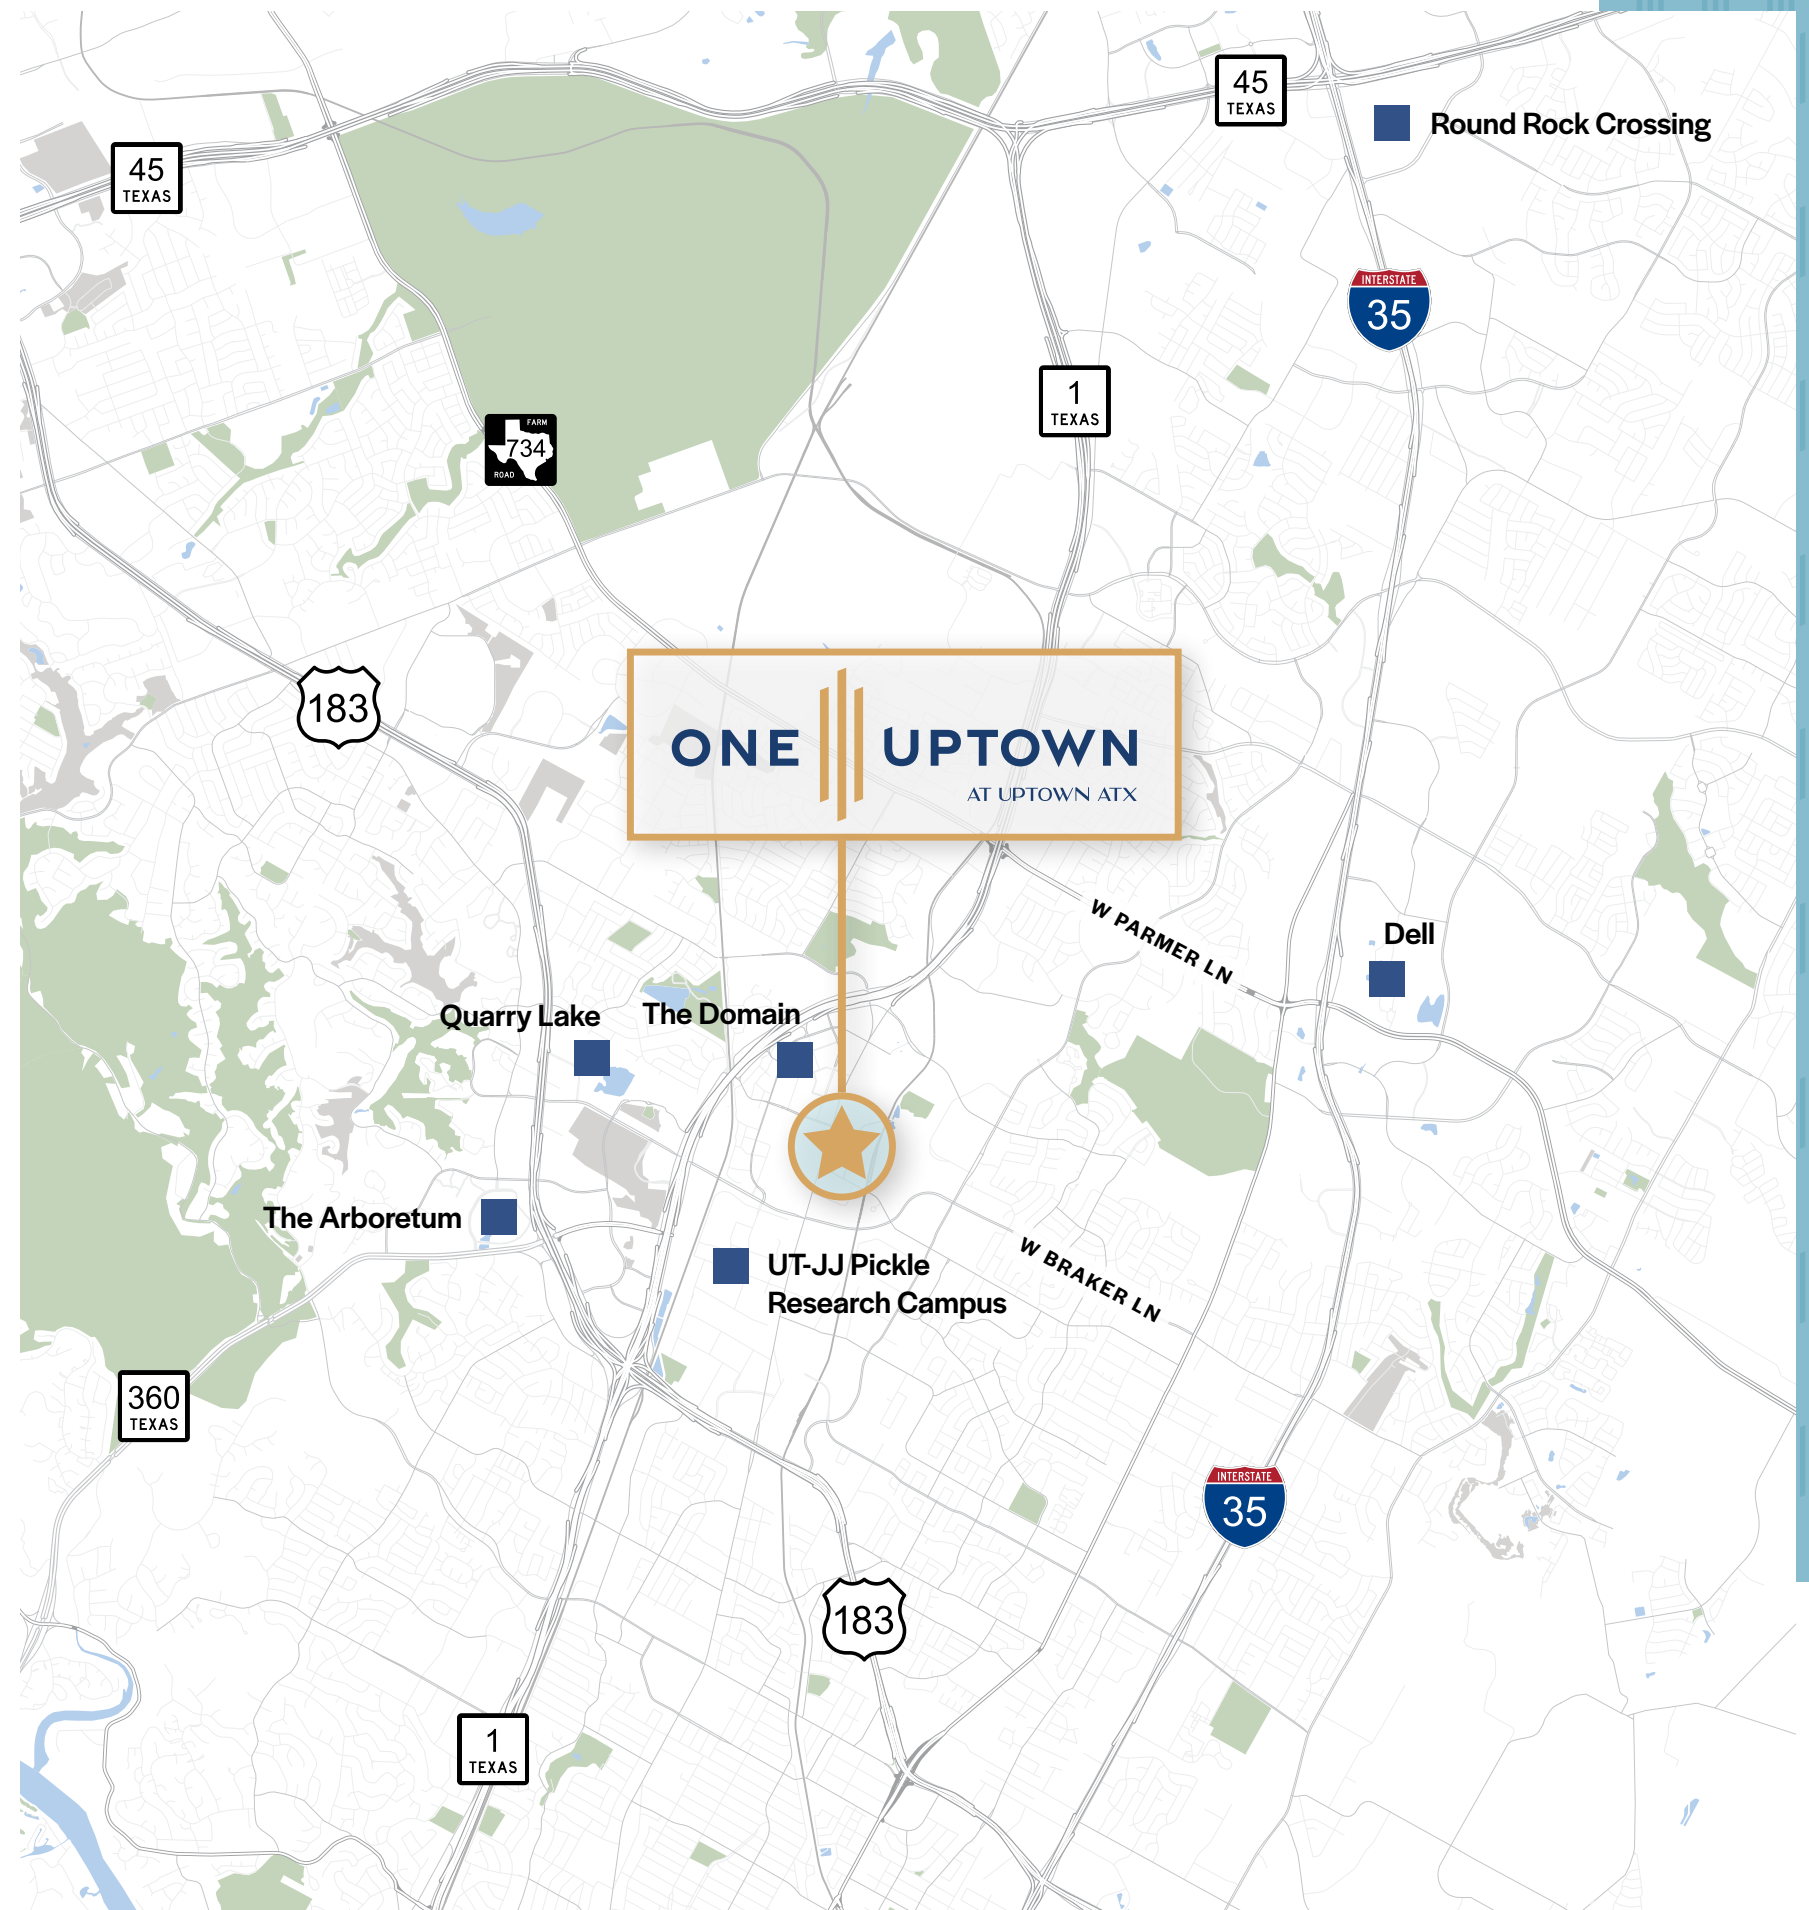 45
TEXAS
Round Rock Crossing
45
TEXAS
INTERSTATE
35
1
TEXAS
FARM
734
ROAD
183
ONE UPTOWN
AT UPTOWN ATX
W PARMER LN
Dell
Quarry Lake
The Domain
The Arboretum
W BRAKER LN
UT-JJ Pickle
Research Campus
360
TEXAS
INTERSTATE
35
183
1
TEXAS